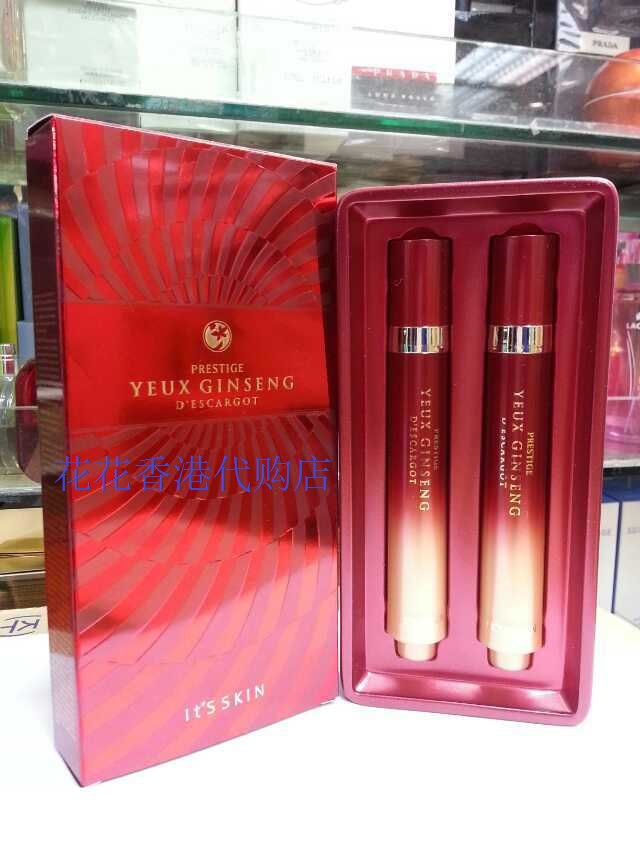 PRADA
PRADA
PRESTIGE
YEUX GINSENG
D'ESCARGOT
花花香港代购店
It'S SKIN
PRESTIGE
YEUX GINSENG
D'ESCARGOT
PRESTIGE
YEUX GINSENG
D'ESCARGOT